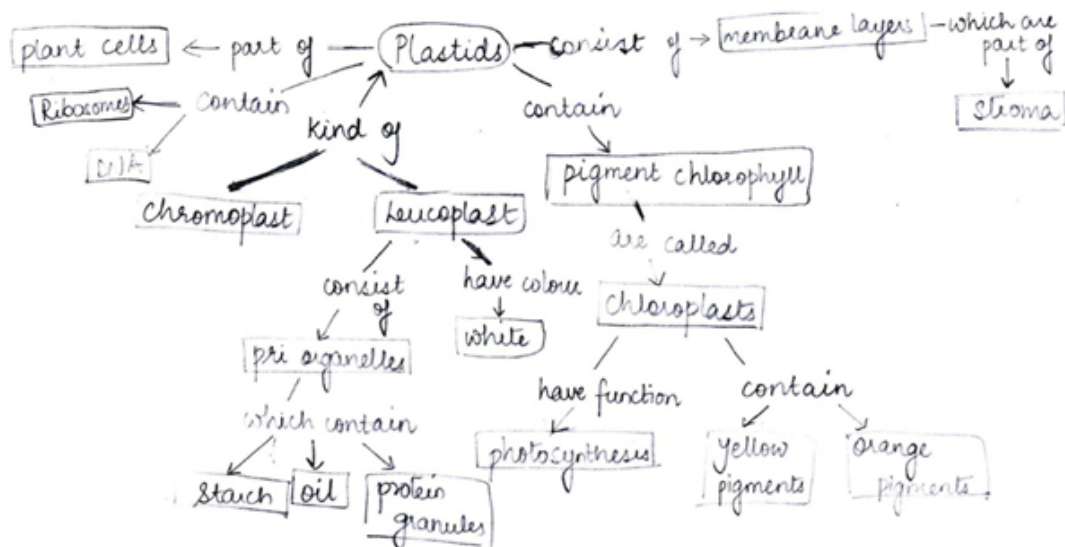 plant cells
part of
Plastids
consist of
membrane layers
which are
part of
stroma
Ribosomes
contain
DNA
kind of
contain
pigment chlorophyll
Chromoplast
Leucoplast
are called
chloroplasts
consist
of
have colour
white
pri organelles
have function
contain
which contain
photosynthesis
yellow
pigments
orange
pigments
starch
oil
protein
granules